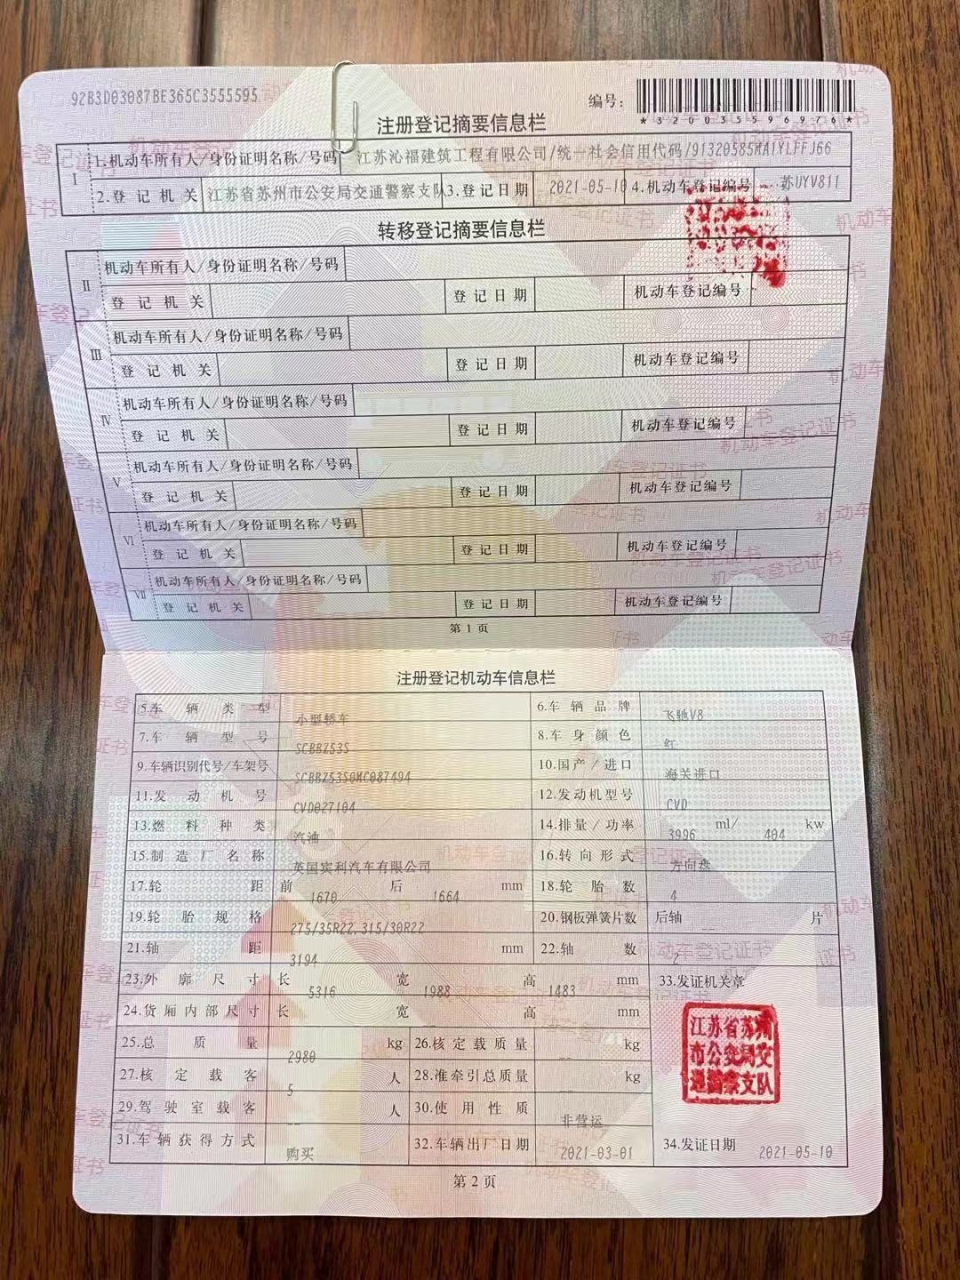 92B3D03087BE365C3555595
编号：
*320035596976*
注册登记摘要信息栏
I
1.机动车所有人/身份证明名称/号码 江苏沁福建筑工程有限公司/统一社会信用代码/91320585MA1YLFFJ66
2.登记机关 江苏省苏州市公安局交通警察支队 3.登记日期 2021-05-10 4.机动车登记编号 苏UYV811
转移登记摘要信息栏
II
机动车所有人/身份证明名称/号码
登记机关 登记日期 机动车登记编号
III
机动车所有人/身份证明名称/号码
登记机关 登记日期 机动车登记编号
IV
机动车所有人/身份证明名称/号码
登记机关 登记日期 机动车登记编号
V
机动车所有人/身份证明名称/号码
登记机关 登记日期 机动车登记编号
VI
机动车所有人/身份证明名称/号码
登记机关 登记日期 机动车登记编号
VII
机动车所有人/身份证明名称/号码
登记机关 登记日期 机动车登记编号
第1页
注册登记机动车信息栏
5.车辆类型 小型轿车 6.车辆品牌 飞驰V8
7.车辆型号 SCBBZ53S 8.车身颜色 红
9.车辆识别代号/车架号 SCBBZ53S0MC087494 10.国产/进口 海关进口
11.发动机号 CVD027104 12.发动机型号 CVD
13.燃料种类 汽油 14.排量/功率 3996 ml/ 404 kw
15.制造厂名称 英国宾利汽车有限公司 16.转向形式 方向盘
17.轮距 前 1670 后 1664 mm 18.轮胎数 4
19.轮胎规格 275/35R22,315/30R22 20.钢板弹簧片数 后轴 片
21.轴距 3194 mm 22.轴数 2
23.外廓尺寸 长 5316 宽 1988 高 1483 mm 33.发证机关章
24.货厢内部尺寸 长 宽 高 mm
25.总质量 2980 kg 26.核定载质量 -- kg
27.核定载客 5 人 28.准牵引总质量 -- kg
29.驾驶室载客 -- 人 30.使用性质 非营运
31.车辆获得方式 购买 32.车辆出厂日期 2021-03-01 34.发证日期 2021-05-10
江苏省苏州
市公安局交
通警察支队
第2页